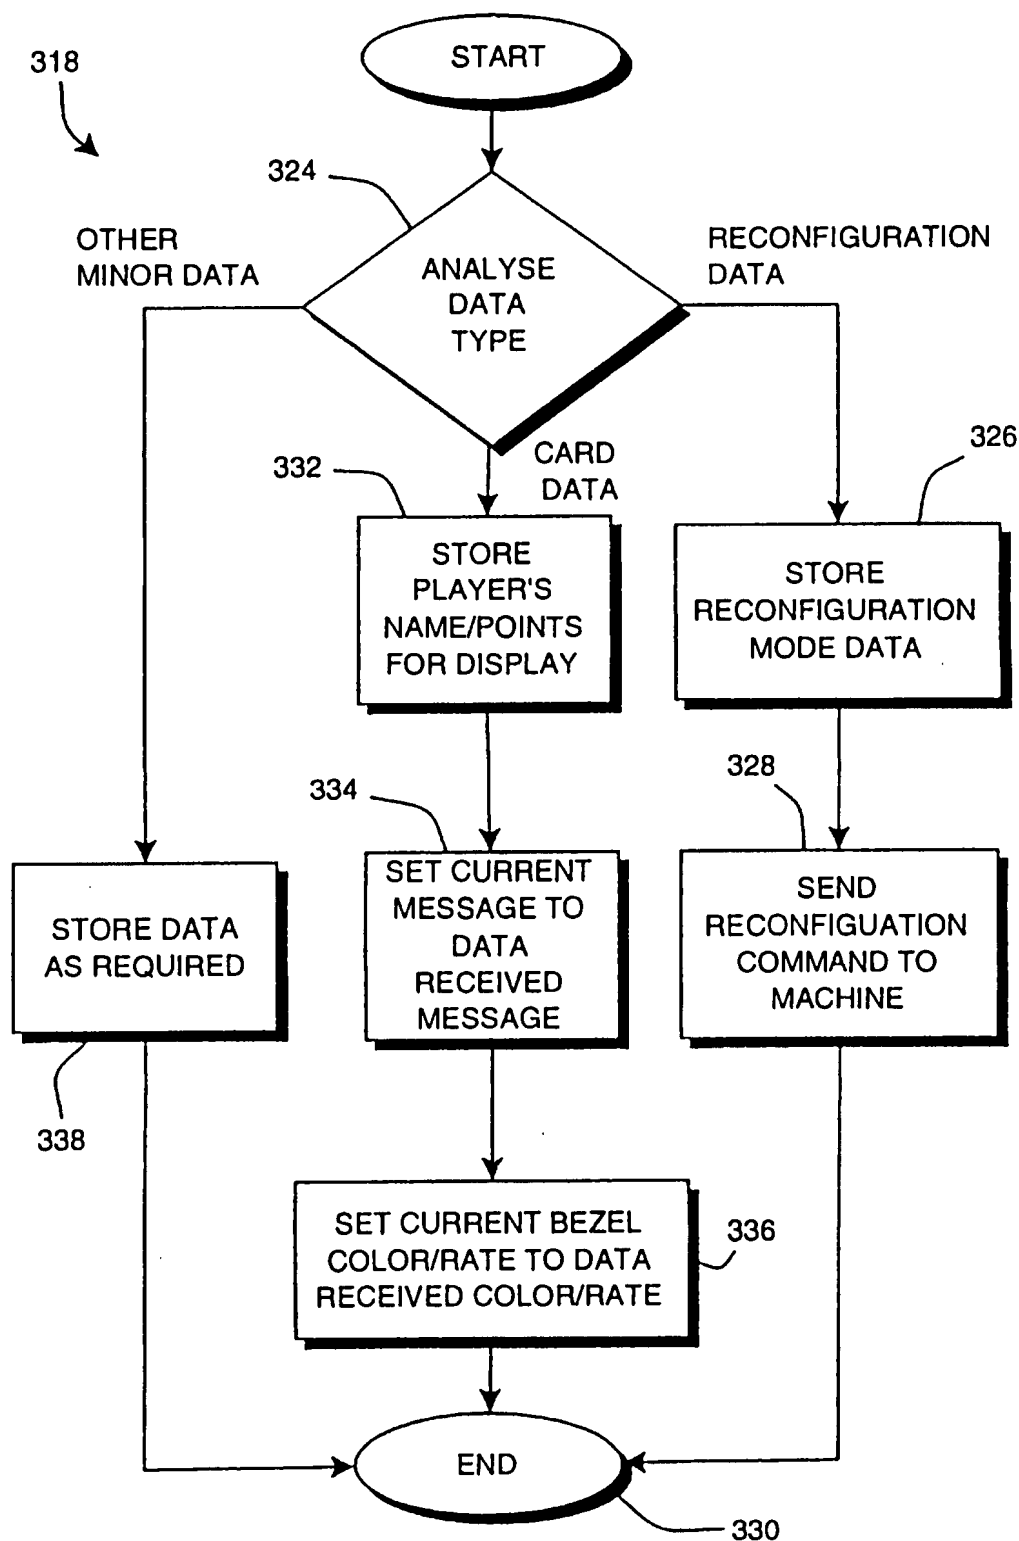 START
318
324
OTHER
MINOR DATA
RECONFIGURATION
DATA
ANALYSE
DATA
TYPE
CARD
DATA
332
326
STORE
PLAYER'S
NAME/POINTS
FOR DISPLAY
STORE
RECONFIGURATION
MODE DATA
334
328
STORE DATA
AS REQUIRED
SET CURRENT
MESSAGE TO
DATA
RECEIVED
MESSAGE
SEND
RECONFIGUATION
COMMAND TO
MACHINE
338
SET CURRENT BEZEL
COLOR/RATE TO DATA
RECEIVED COLOR/RATE
336
END
330